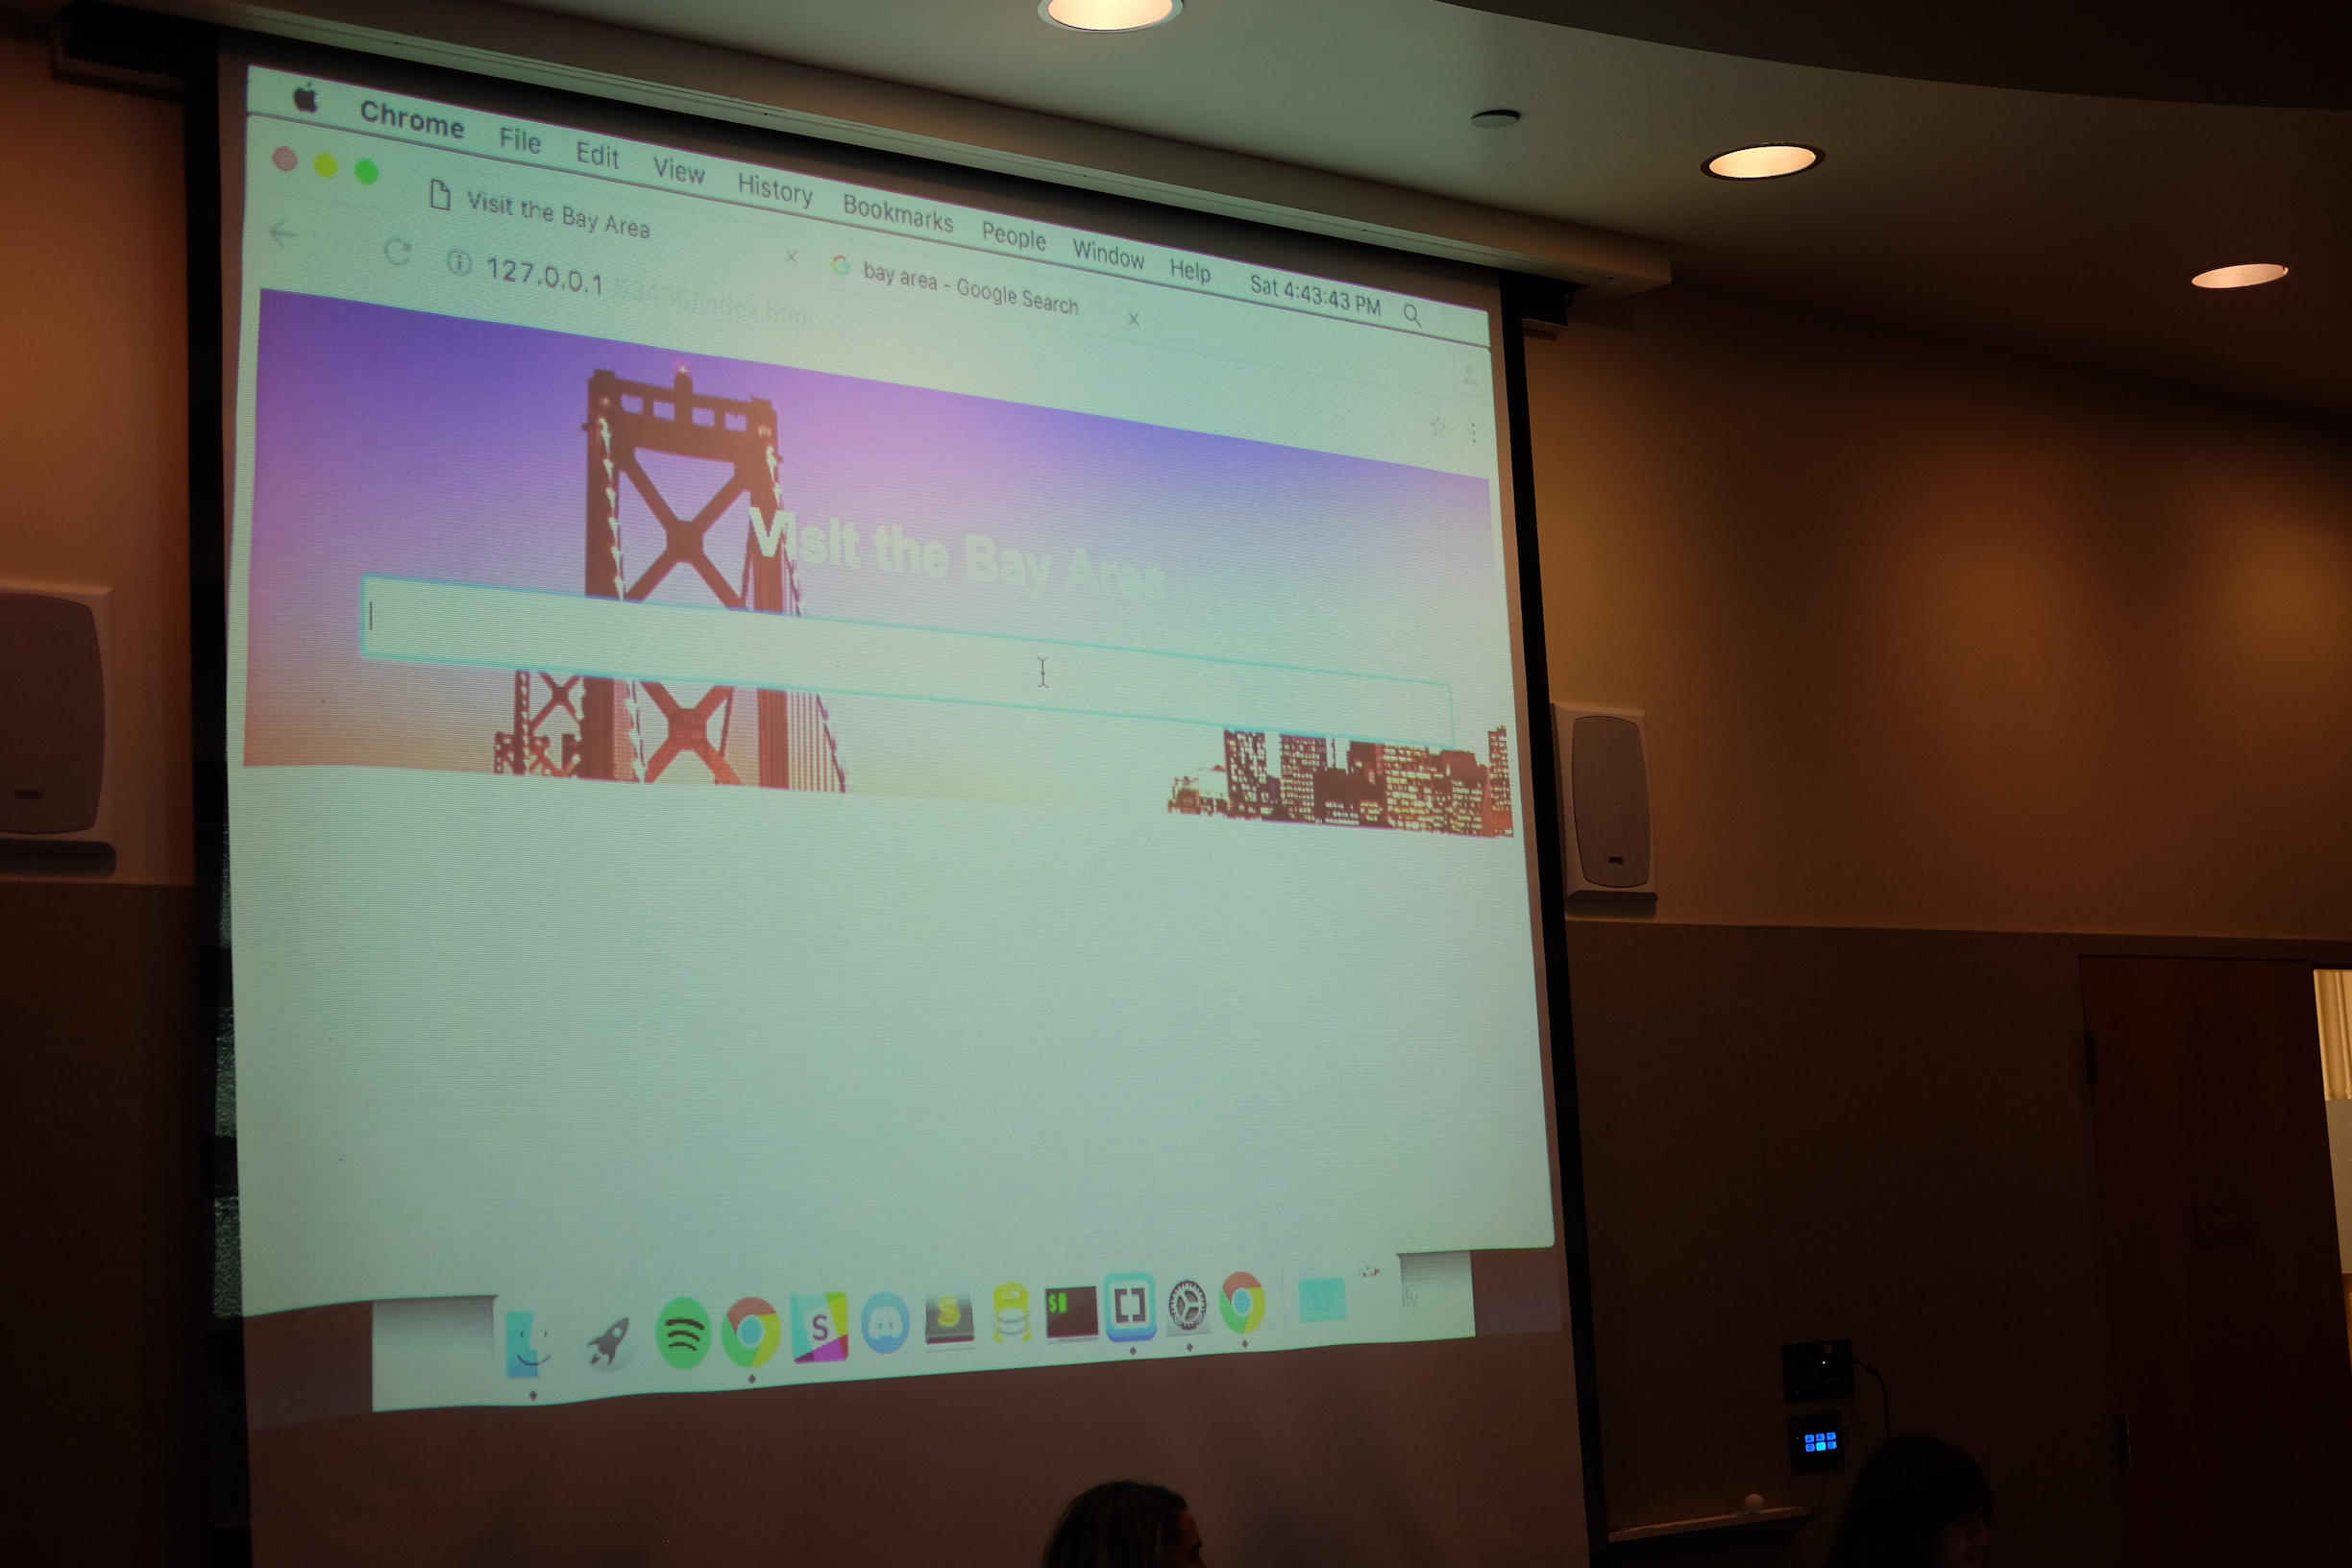 Chrome File Edit View History Bookmarks People Window Help Sat 4:43:43 PM
Visit the Bay Area × bay area - Google Search ×
127.0.0.1:53436/index.html
Visit the Bay Area
S S $